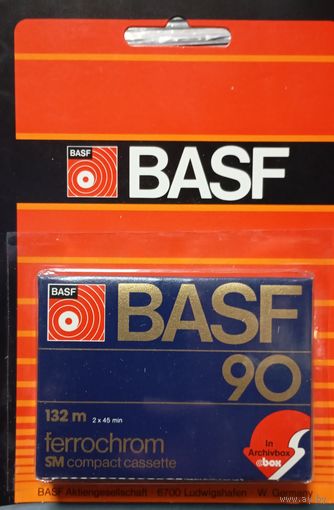 BASF
BASF
BASF
BASF
90
132 m 2 x 45 min
ferrochrom
SM compact cassette
In
Archivbox
box
BASF Aktiengesellschaft · 6700 Ludwigshafen · W. Germany